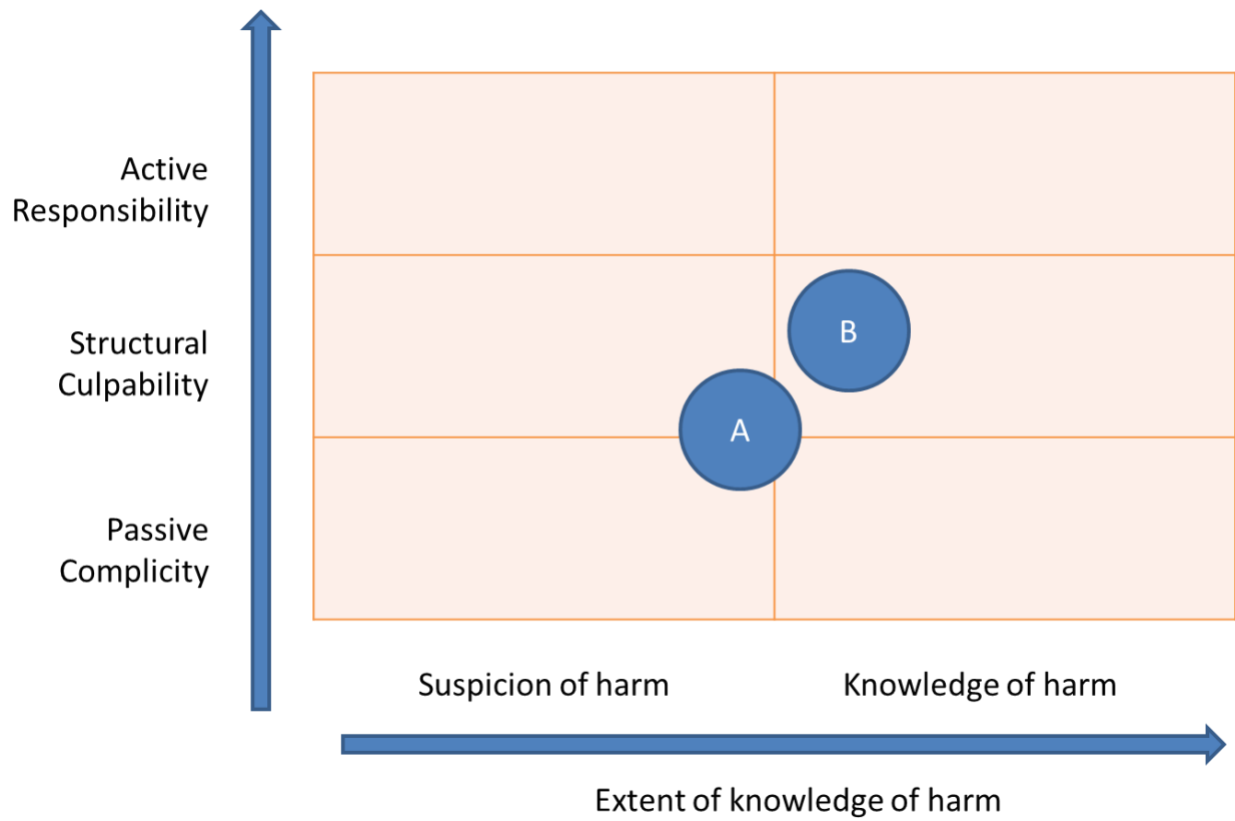 Active
Responsibility
Structural
Culpability
B
A
Passive
Complicity
Suspicion of harm
Knowledge of harm
Extent of knowledge of harm